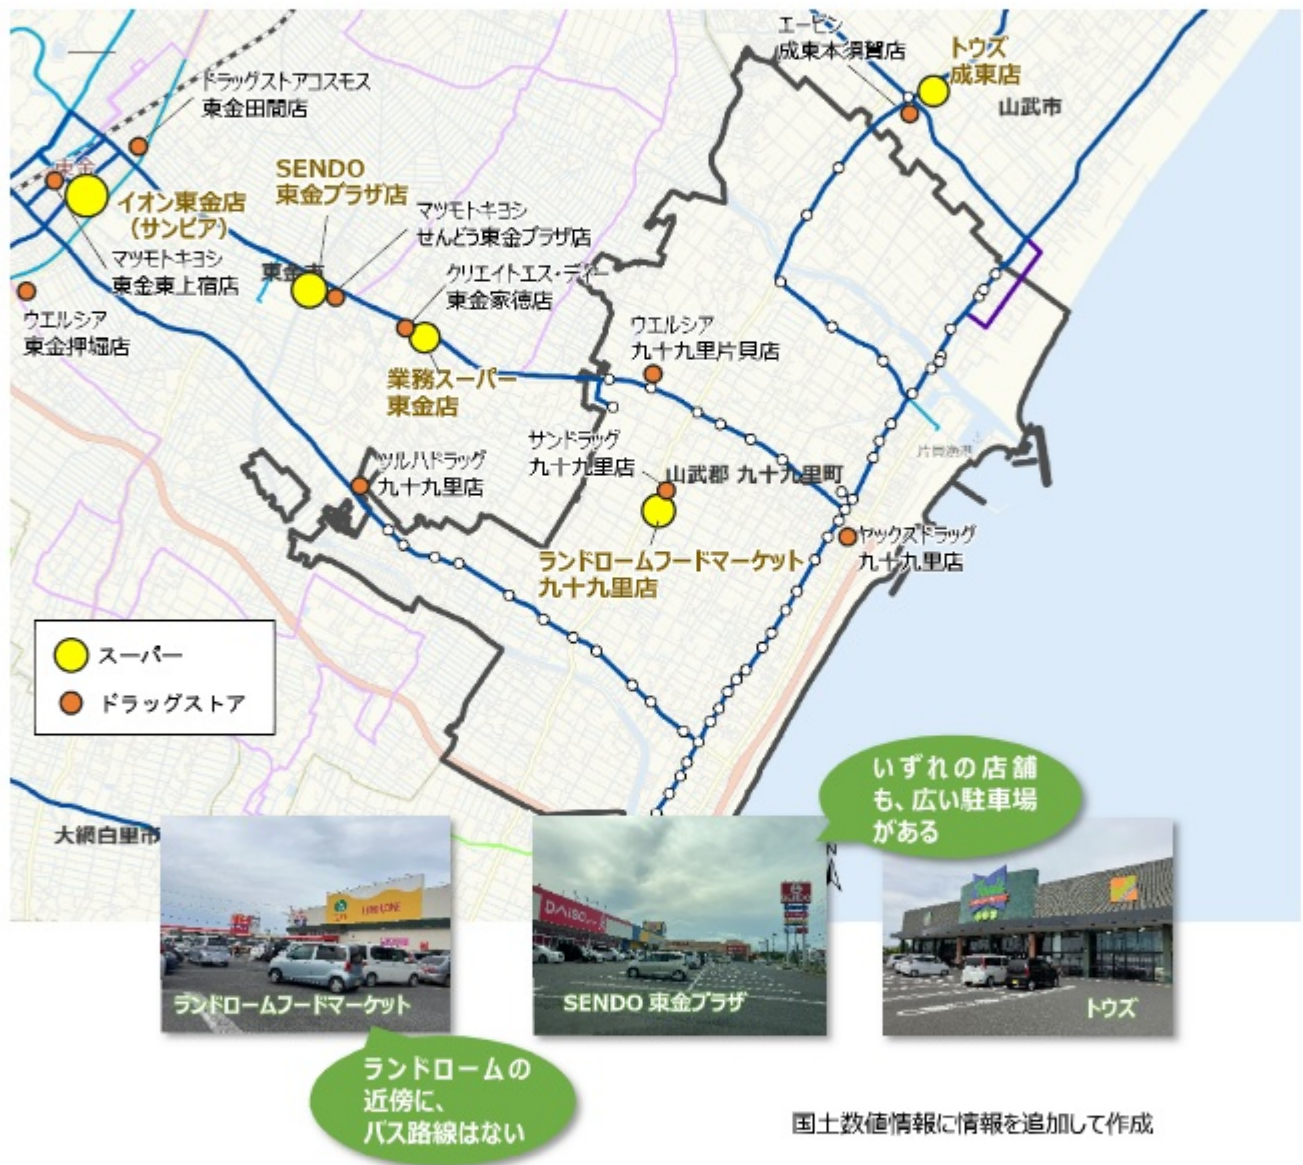 エービン
成東本須賀店
トウズ
成東店
山武市
ドラッグストアコスモス
東金田間店
東金
SENDO
東金プラザ店
イオン東金店
（サンピア）
マツモトキヨシ
せんどう東金プラザ店
マツモトキヨシ
東金東上宿店
東金市
クリエイトエス・ディー
東金家徳店
ウエルシア
東金押堀店
ウエルシア
九十九里片貝店
業務スーパー
東金店
サンドラッグ
九十九里店
片貝漁港
ツルハドラッグ
九十九里店
山武郡 九十九里町
ランドロームフードマーケット
九十九里店
ヤックスドラッグ
九十九里店
スーパー
ドラッグストア
大網白里市
いずれの店舗
も、広い駐車場
がある
N
DAISO
ランドロームフードマーケット
SENDO 東金プラザ
トウズ
ランドロームの
近傍に、
バス路線はない
国土数値情報に情報を追加して作成